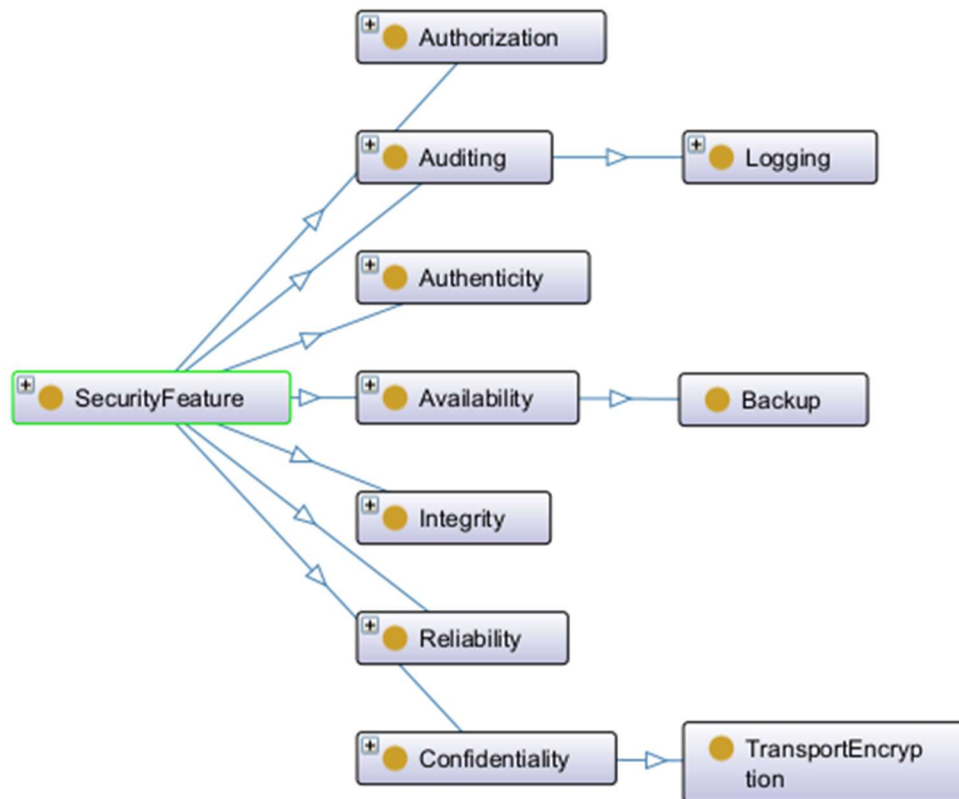 Authorization
Auditing
Logging
Authenticity
SecurityFeature
Availability
Backup
Integrity
Reliability
Confidentiality
TransportEncryp
tion